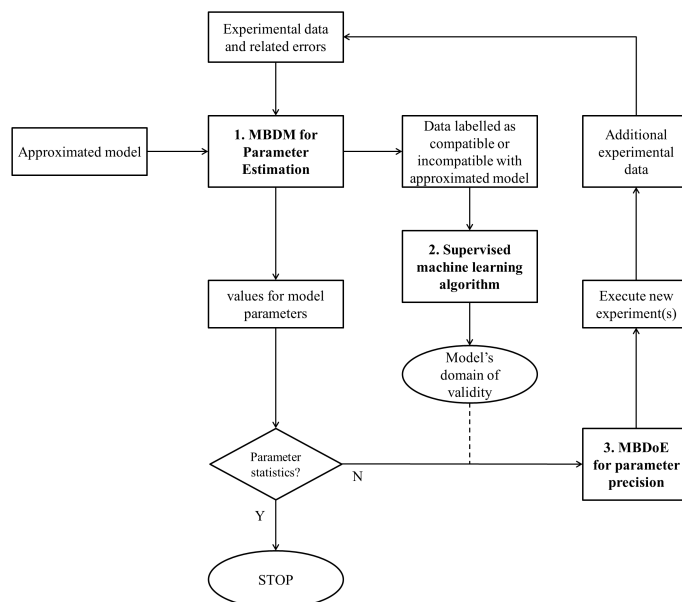 Experimental data
and related errors
Approximated model
1. MBDM for
Parameter
Estimation
Data labelled as
compatible or
incompatible with
approximated model
Additional
experimental
data
2. Supervised
machine learning
algorithm
values for model
parameters
Execute new
experiment(s)
Model's
domain of
validity
Parameter
statistics?
N
3. MBDoE
for parameter
precision
Y
STOP